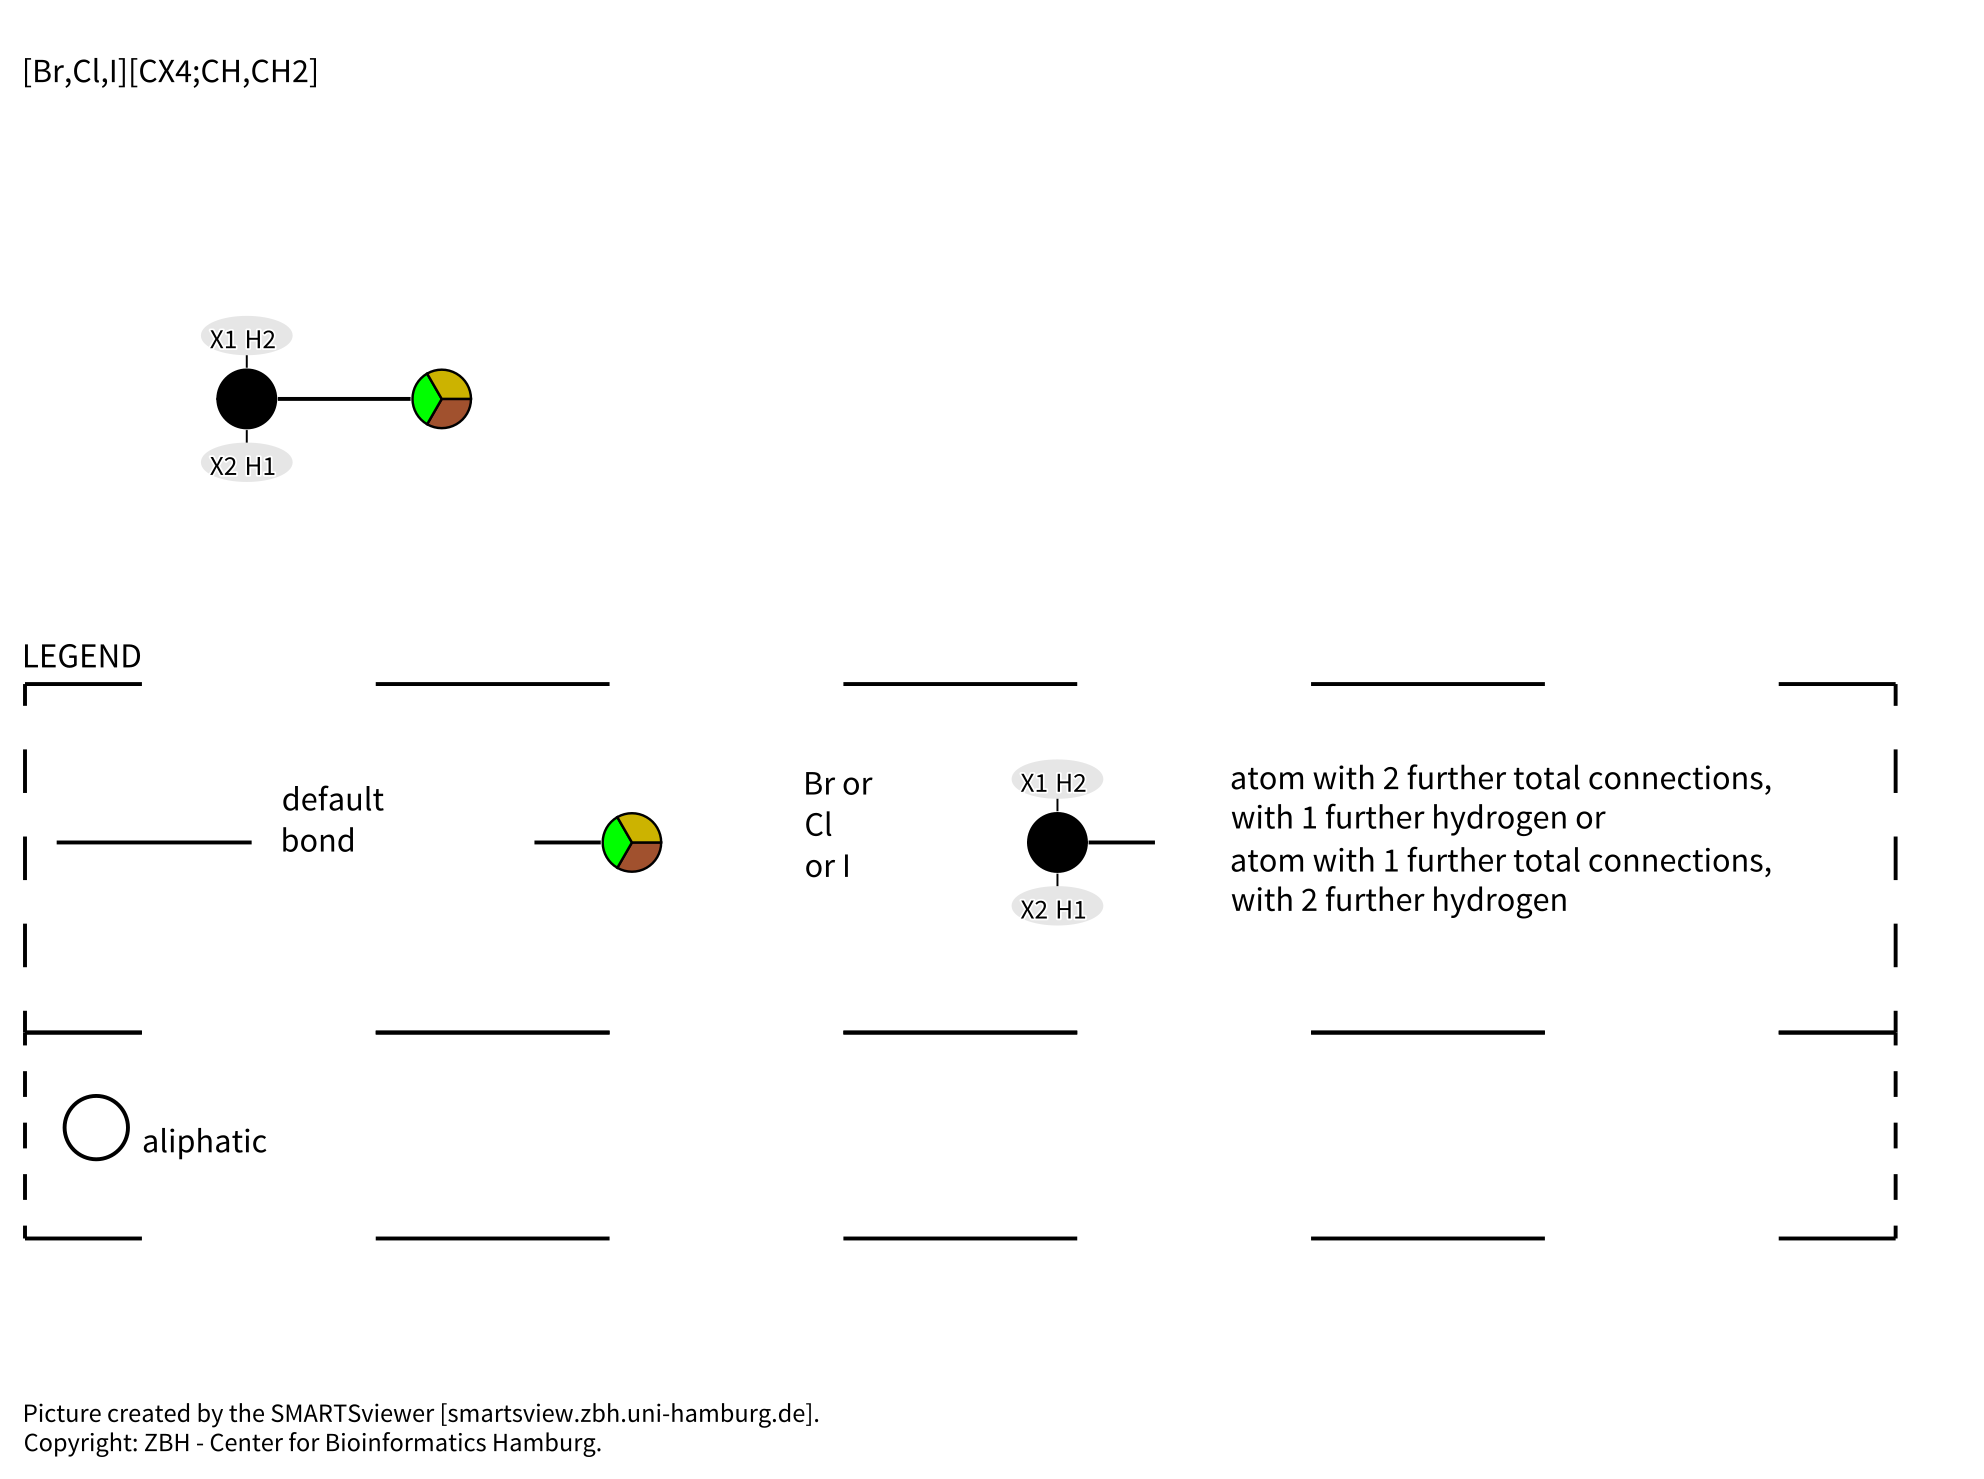 [Br,Cl,I][CX4;CH,CH2]
X1 H2
X2 H1
LEGEND
default
bond
Br or
Cl
or I
X1 H2
X2 H1
atom with 2 further total connections,
with 1 further hydrogen or
atom with 1 further total connections,
with 2 further hydrogen
aliphatic
Picture created by the SMARTSviewer [smartsview.zbh.uni-hamburg.de].
Copyright: ZBH - Center for Bioinformatics Hamburg.